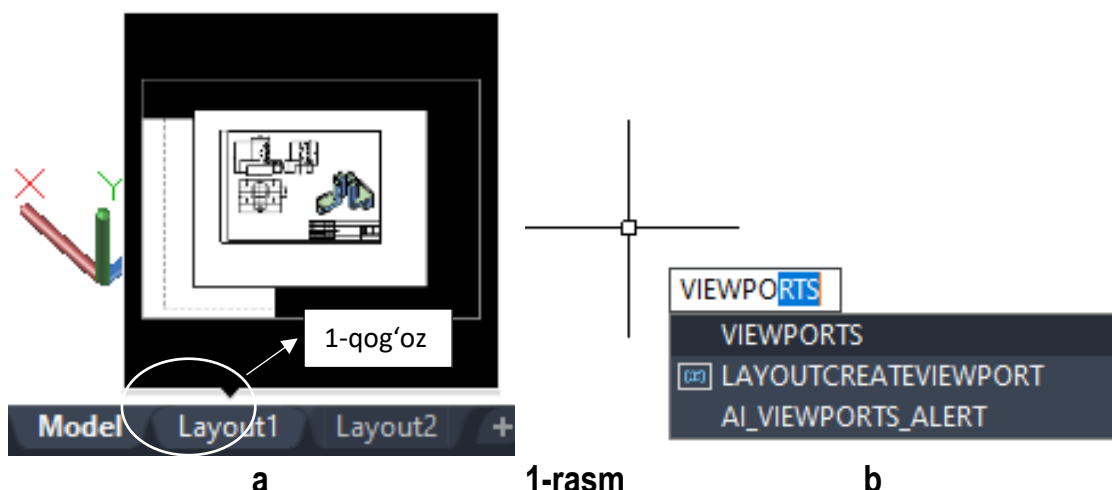 X
Y
1-qog‘oz
Model Layout1 Layout2 +
VIEWPORTS
VIEWPORTS
LAYOUTCREATEVIEWPORT
AI_VIEWPORTS_ALERT
a 1-rasm b